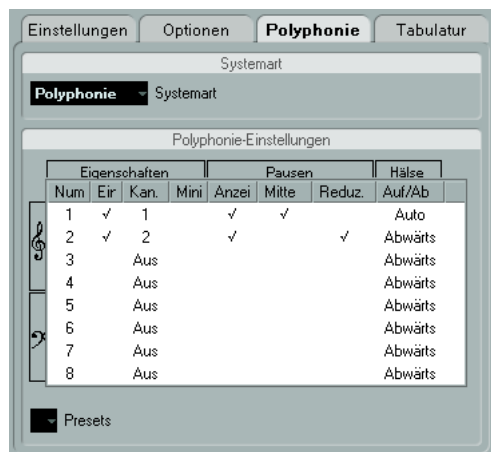 Einstellungen Optionen Polyphonie Tabulatur
Systemart
Polyphonie Systemart
Polyphonie-Einstellungen
Eigenschaften Pausen Hälse
Num Eir Kan. Mini Anzei Mitte Reduz. Auf/Ab
1 √ 1 √ √ Auto
2 √ 2 √ √ Abwärts
3 Aus Abwärts
4 Aus Abwärts
5 Aus Abwärts
6 Aus Abwärts
7 Aus Abwärts
8 Aus Abwärts
Presets